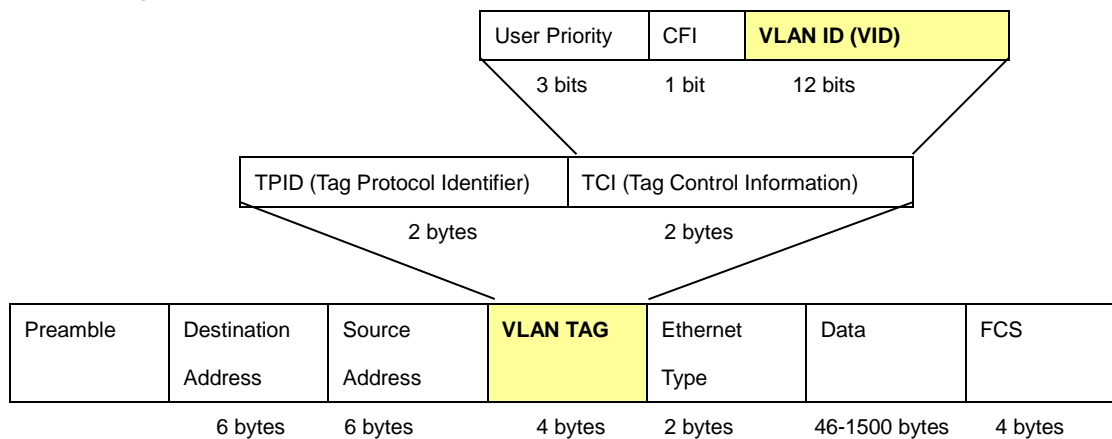 User Priority CFI VLAN ID (VID)
3 bits 1 bit 12 bits
TPID (Tag Protocol Identifier) TCI (Tag Control Information)
2 bytes 2 bytes
Preamble Destination Source VLAN TAG Ethernet Data FCS
Address Address Type
6 bytes 6 bytes 4 bytes 2 bytes 46-1500 bytes 4 bytes